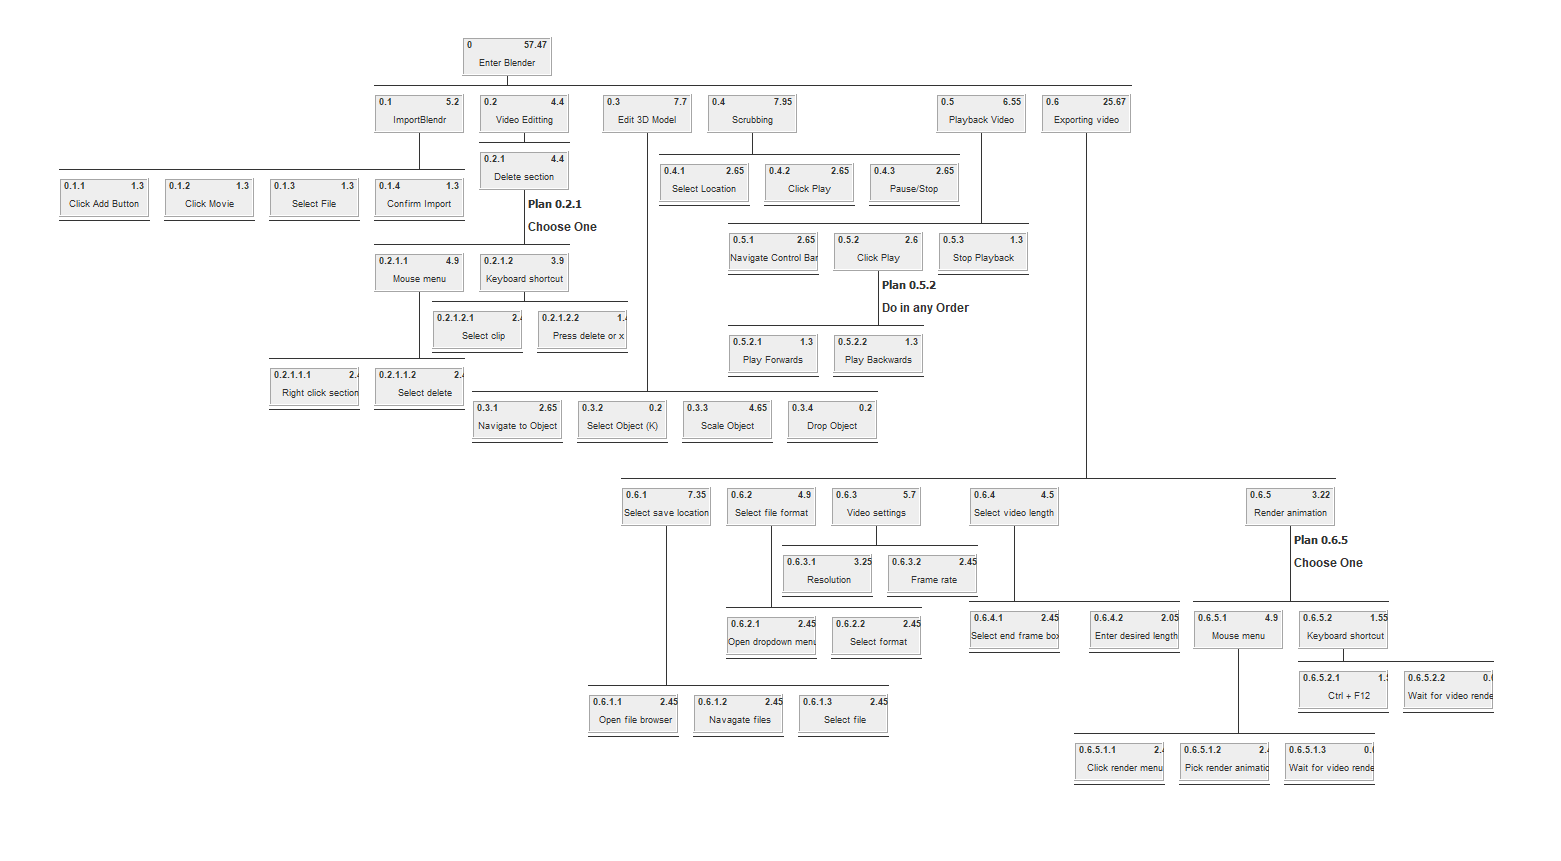 0 57.47
Enter Blender
0.1 5.2
ImportBlendr
0.2 4.4
Video Editting
0.3 7.7
Edit 3D Model
0.4 7.95
Scrubbing
0.5 6.55
Playback Video
0.6 25.67
Exporting video
0.2.1 4.4
Delete section
0.1.1 1.3
Click Add Button
0.1.2 1.3
Click Movie
0.1.3 1.3
Select File
0.1.4 1.3
Confirm Import
0.4.1 2.65
Select Location
0.4.2 2.65
Click Play
0.4.3 2.65
Pause/Stop
Plan 0.2.1
Choose One
0.5.1 2.65
Navigate Control Bar
0.5.2 2.6
Click Play
0.5.3 1.3
Stop Playback
0.2.1.1 4.9
Mouse menu
0.2.1.2 3.9
Keyboard shortcut
Plan 0.5.2
Do in any Order
0.2.1.2.1 2.
Select clip
0.2.1.2.2 1.
Press delete or x
0.5.2.1 1.3
Play Forwards
0.5.2.2 1.3
Play Backwards
0.2.1.1.1 2.
Right click section
0.2.1.1.2 2.
Select delete
0.3.1 2.65
Navigate to Object
0.3.2 0.2
Select Object (K)
0.3.3 4.65
Scale Object
0.3.4 0.2
Drop Object
0.6.1 7.35
Select save location
0.6.2 4.9
Select file format
0.6.3 5.7
Video settings
0.6.4 4.5
Select video length
0.6.5 3.22
Render animation
Plan 0.6.5
Choose One
0.6.3.1 3.25
Resolution
0.6.3.2 2.45
Frame rate
0.6.2.1 2.45
Open dropdown menu
0.6.2.2 2.45
Select format
0.6.4.1 2.45
Select end frame box
0.6.4.2 2.05
Enter desired length
0.6.5.1 4.9
Mouse menu
0.6.5.2 1.55
Keyboard shortcut
0.6.5.2.1 1.
Ctrl + F12
0.6.5.2.2 0.
Wait for video rende
0.6.1.1 2.45
Open file browser
0.6.1.2 2.45
Navagate files
0.6.1.3 2.45
Select file
0.6.5.1.1 2.
Click render menu
0.6.5.1.2 2.
Pick render animatio
0.6.5.1.3 0.
Wait for video rende